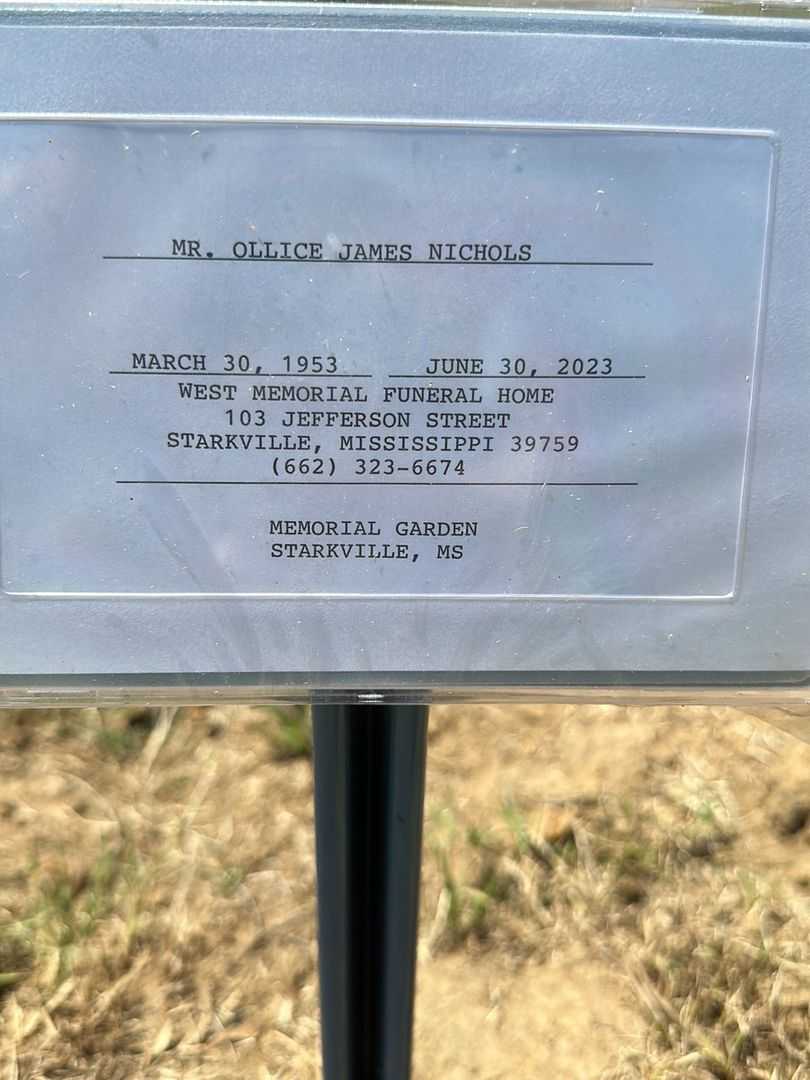 MR. OLLICE JAMES NICHOLS
MARCH 30, 1953 JUNE 30, 2023
WEST MEMORIAL FUNERAL HOME
103 JEFFERSON STREET
STARKVILLE, MISSISSIPPI 39759
(662) 323-6674
MEMORIAL GARDEN
STARKVILLE, MS